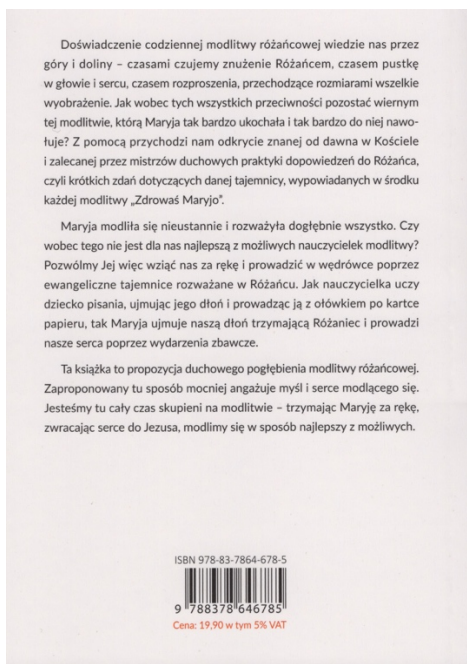 Doświadczenie codziennej modlitwy różańcowej wiedzie nas przez
góry i doliny – czasami czujemy znużenie Różańcem, czasem pustkę
w głowie i sercu, czasem rozproszenia, przechodzące rozmiarami wszelkie
wyobrażenie. Jak wobec tych wszystkich przeciwności pozostać wiernym
tej modlitwie, którą Maryja tak bardzo ukochała i tak bardzo do niej nawo-
łuje? Z pomocą przychodzi nam odkrycie znanej od dawna w Kościele
i zalecanej przez mistrzów duchowych praktyki dopowiedzeń do Różańca,
czyli krótkich zdań dotyczących danej tajemnicy, wypowiadanych w środku
każdej modlitwy „Zdrowaś Maryjo”.
Maryja modliła się nieustannie i rozważyła dogłębnie wszystko. Czy
wobec tego nie jest dla nas najlepszą z możliwych nauczycielek modlitwy?
Pozwólmy Jej więc wziąć nas za rękę i prowadzić w wędrówce poprzez
ewangeliczne tajemnice rozważane w Różańcu. Jak nauczycielka uczy
dziecko pisania, ujmując jego dłoń i prowadząc ją z ołówkiem po kartce
papieru, tak Maryja ujmuje naszą dłoń trzymającą Różaniec i prowadzi
nasze serca poprzez wydarzenia zbawcze.
Ta książka to propozycja duchowego pogłębienia modlitwy różańcowej.
Zaproponowany tu sposób mocniej angażuje myśl i serce modlącego się.
Jesteśmy tu cały czas skupieni na modlitwie – trzymając Maryję za rękę,
zwracając serce do Jezusa, modlimy się w sposób najlepszy z możliwych.
ISBN 978-83-7864-678-5
9 788378 646785
Cena: 19,90 w tym 5% VAT